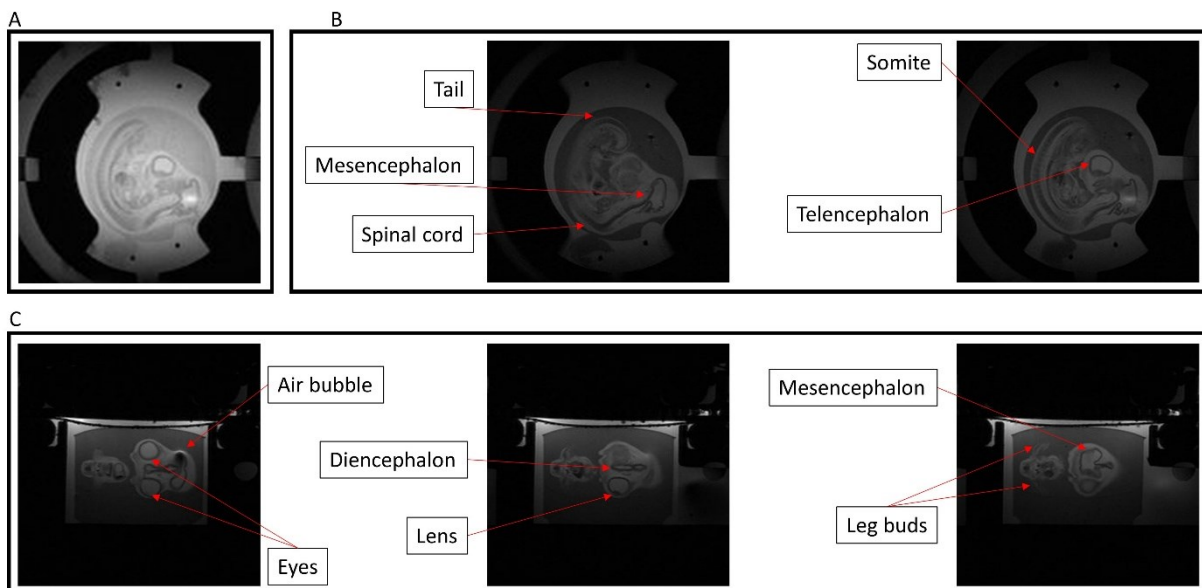 A
B
Tail
Somite
Mesencephalon
Telencephalon
Spinal cord
C
Air bubble
Mesencephalon
Diencephalon
Lens
Leg buds
Eyes